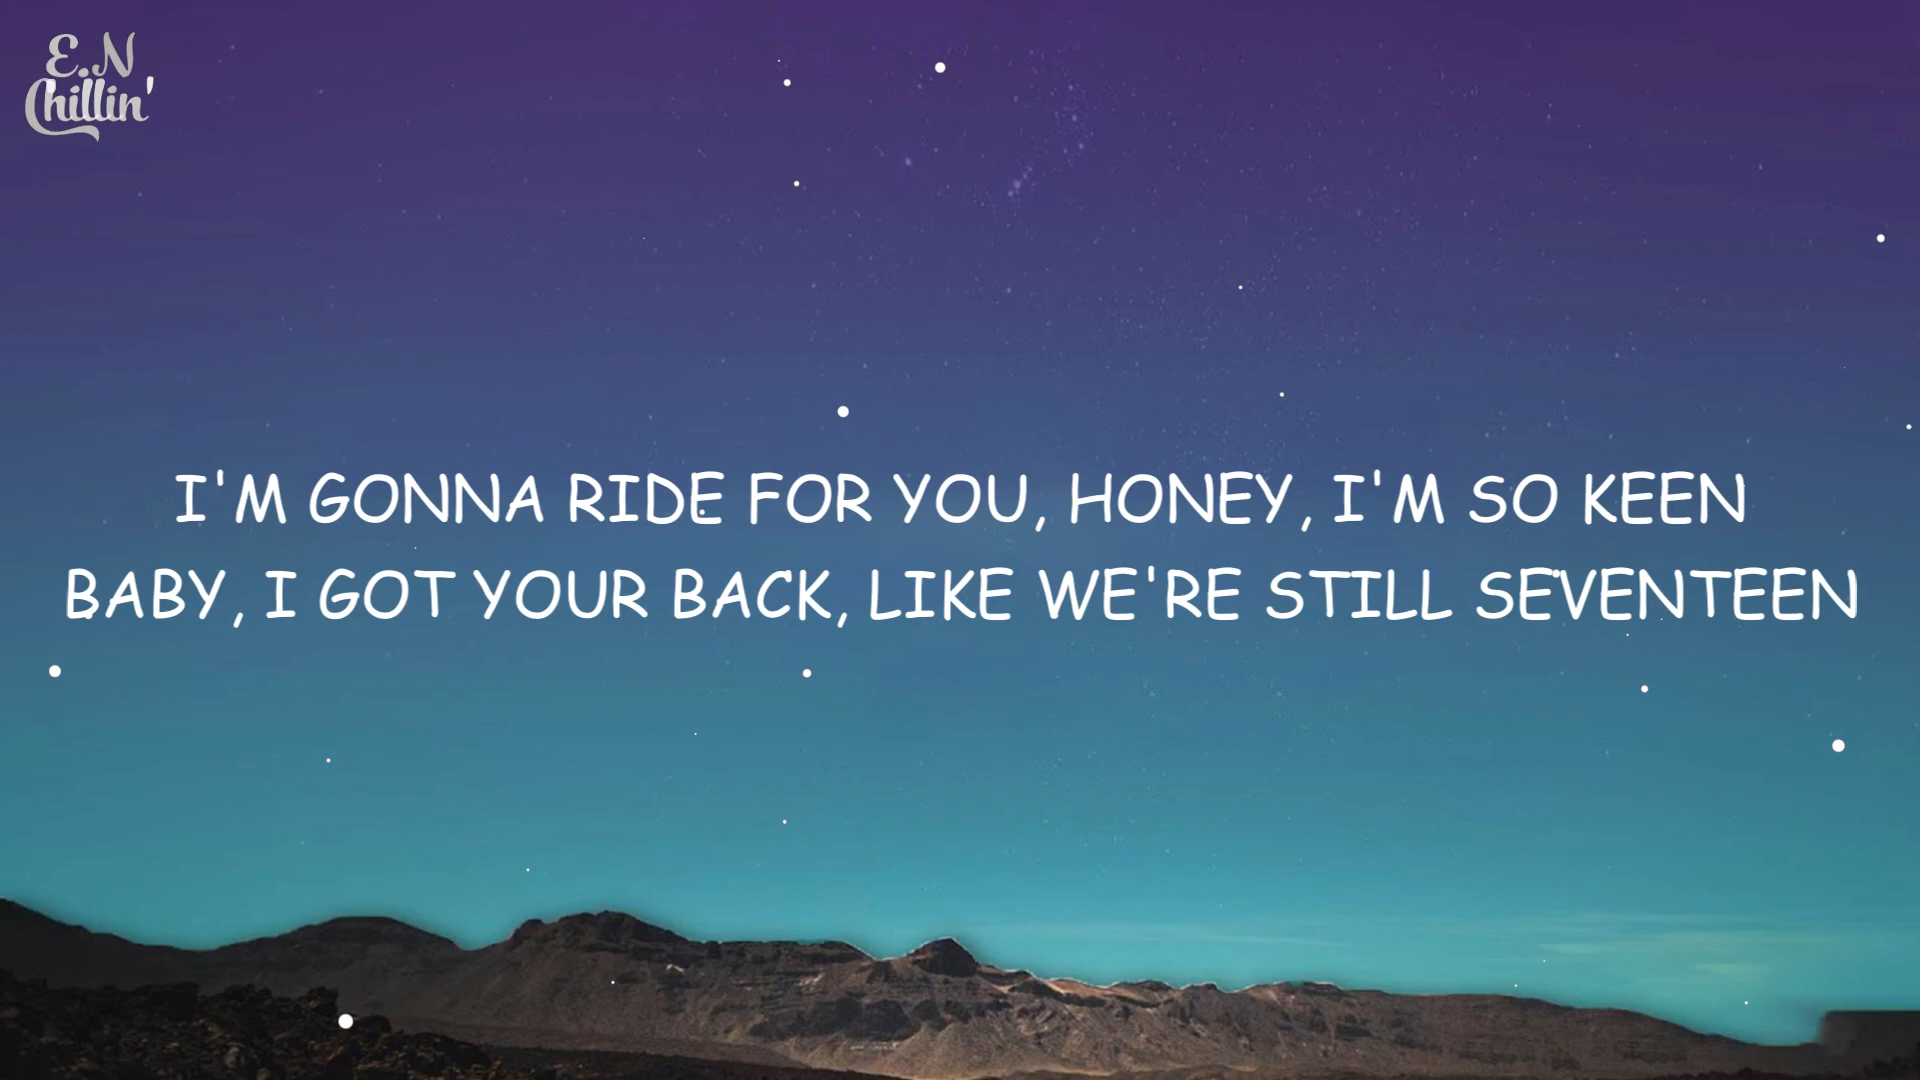 E.N
Chillin'
I'M GONNA RIDE FOR YOU, HONEY, I'M SO KEEN
BABY, I GOT YOUR BACK, LIKE WE'RE STILL SEVENTEEN